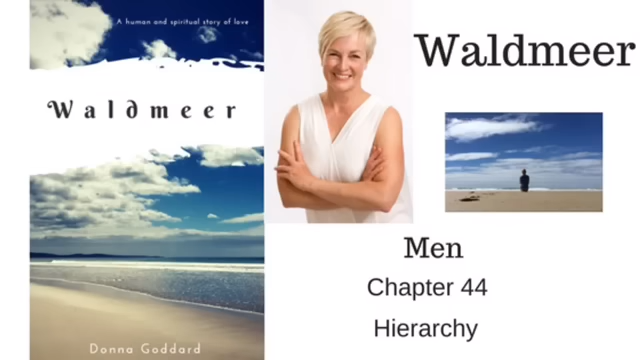 A human and spiritual story of love
Waldmeer
Donna Goddard
Waldmeer
Men
Chapter 44
Hierarchy